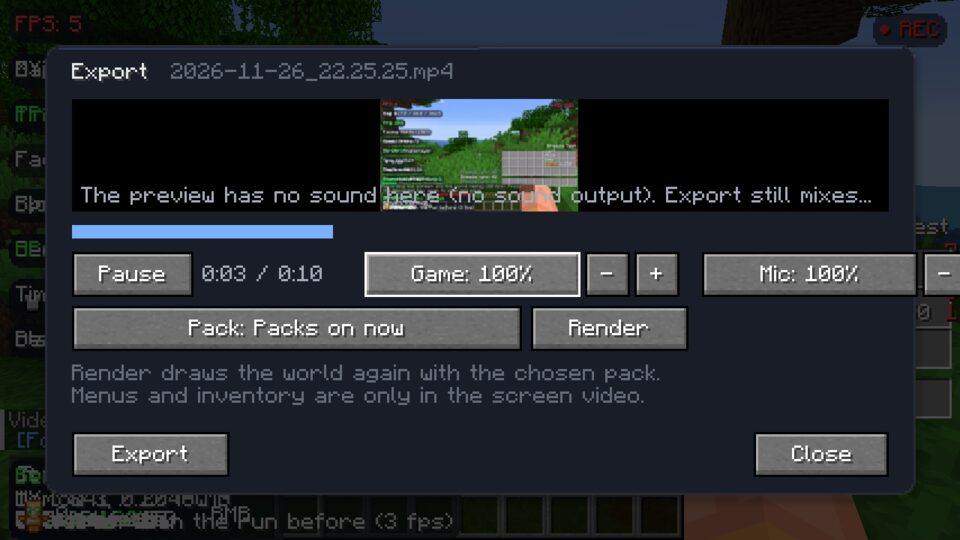 FPS: 5
REC
Export 2026-11-26_22.25.25.mp4
The preview has no sound here (no sound output). Export still mixes...
Pause 0:03 / 0:10 Game: 100% - + Mic: 100% -
Pack: Packs on now Render
Render draws the world again with the chosen pack.
Menus and inventory are only in the screen video.
Export Close
RMB
the run before (3 fps)